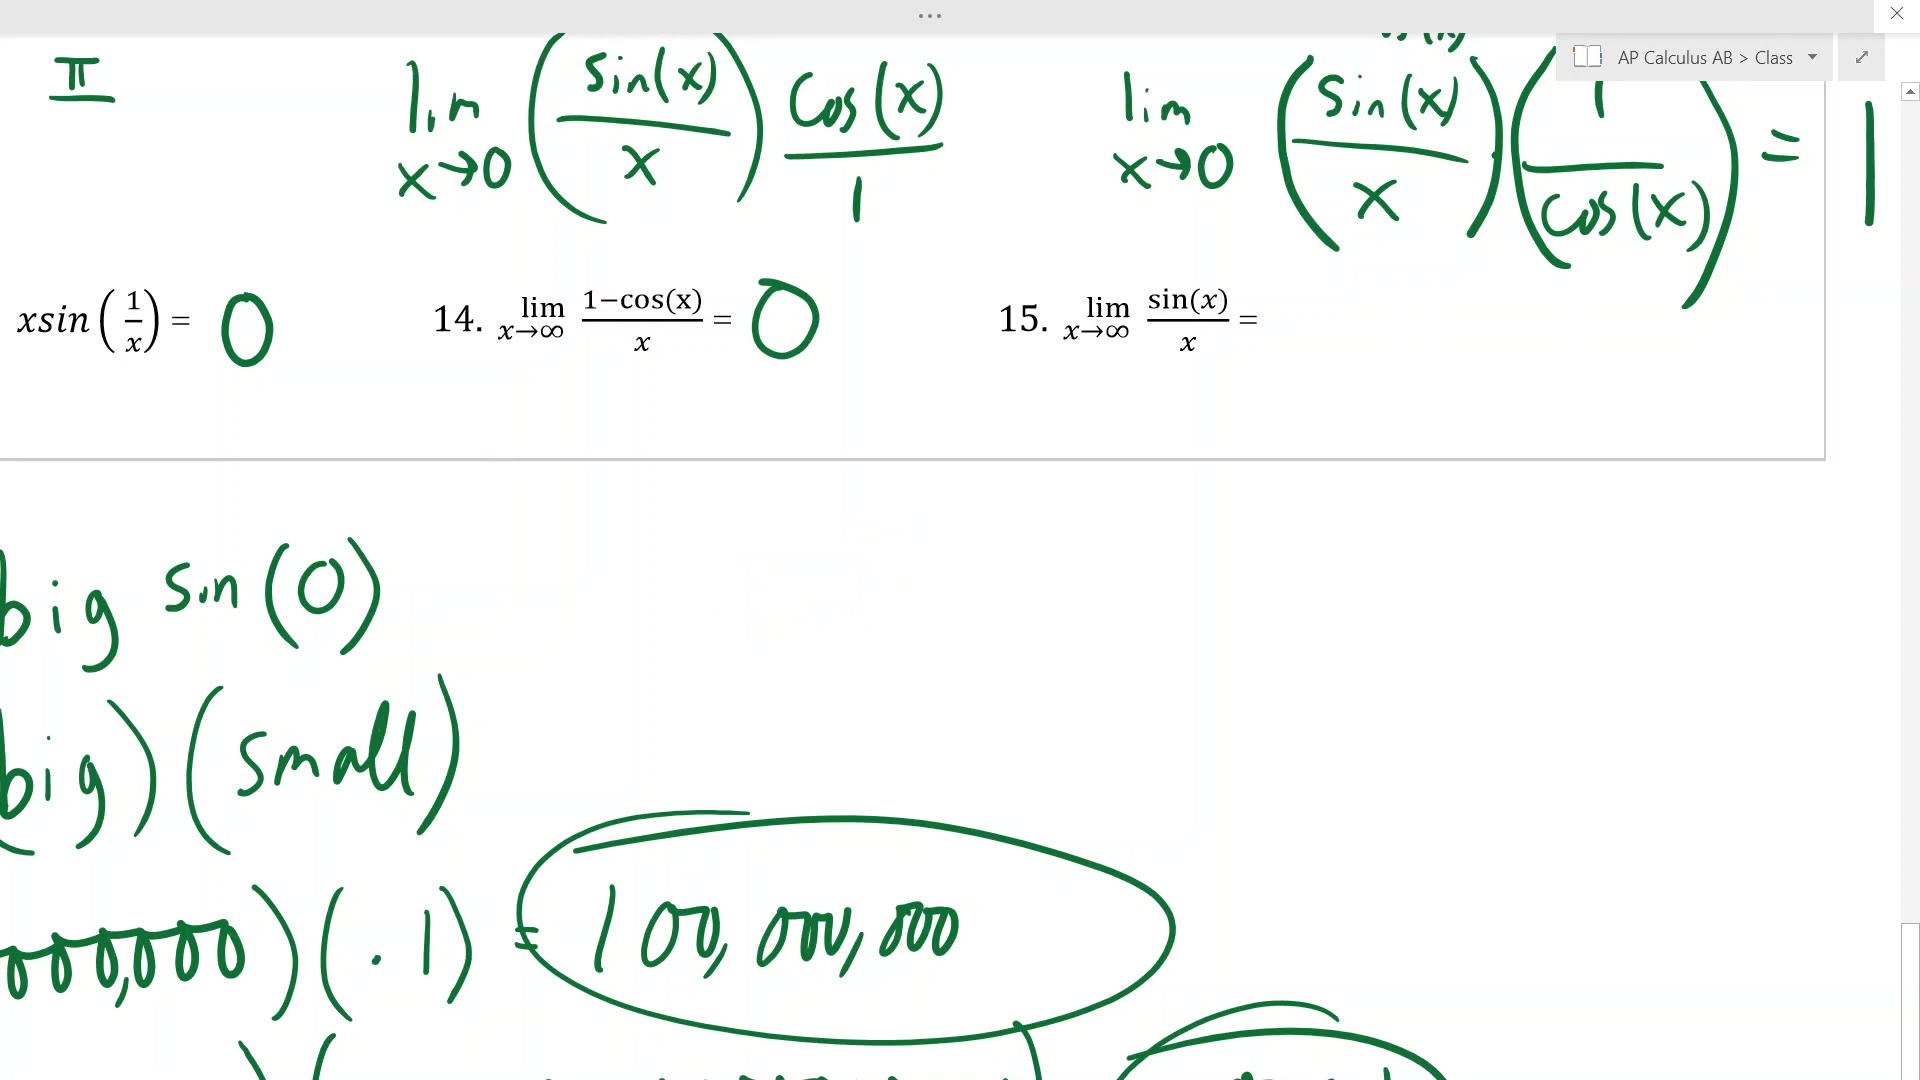 ...
AP Calculus AB > Class
π
lim x→0 (sin(x)/x) cos(x)/1
lim x→0 (sin(x)/x)(1/cos(x)) = 1
xsin(1/x) = 0
14. lim x→∞ 1−cos(x)/x = 0
15. lim x→∞ sin(x)/x =
big sin(0)
big)(small)
000,000)(.1) = 100,000,000